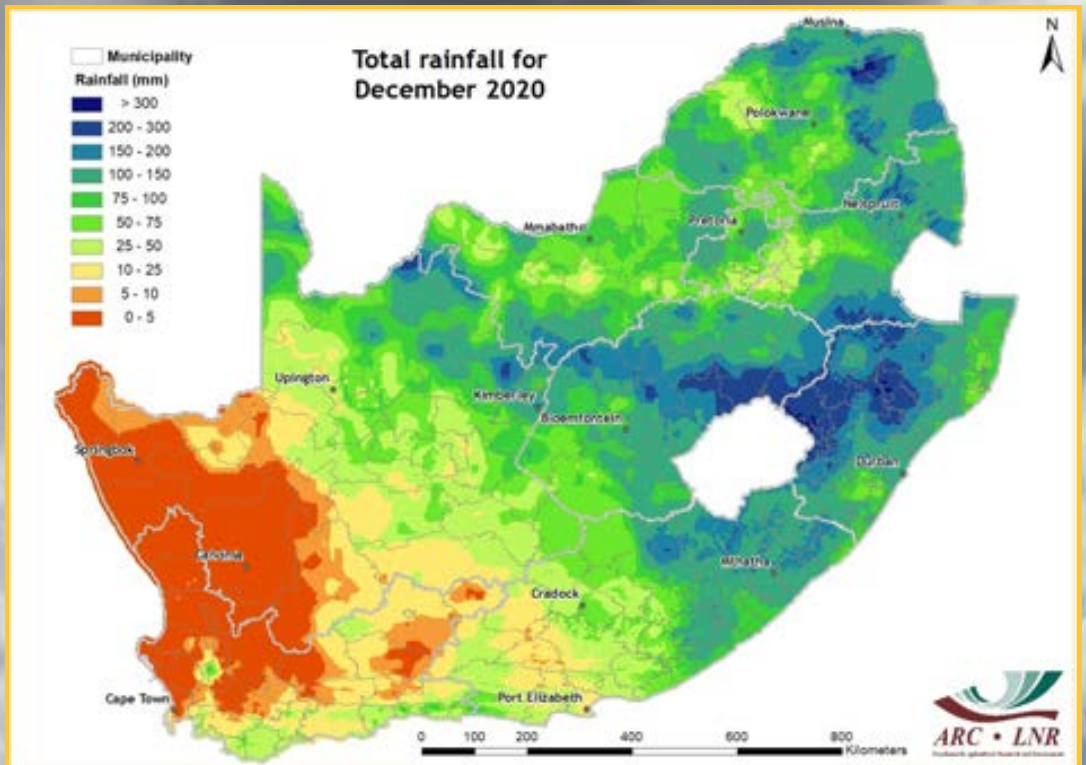 Total rainfall for
December 2020
Municipality
Rainfall (mm)
> 300
200 - 300
150 - 200
100 - 150
75 - 100
50 - 75
25 - 50
10 - 25
5 - 10
0 - 5
N
Musina
Polokwane
Nelspruit
Pretoria
Mmabatho
Upington
Kimberley
Bloemfontein
Springbok
Durban
Calvinia
Mthatha
Cradock
Cape Town
Port Elizabeth
0 100 200 400 600 800
Kilometers
ARC • LNR